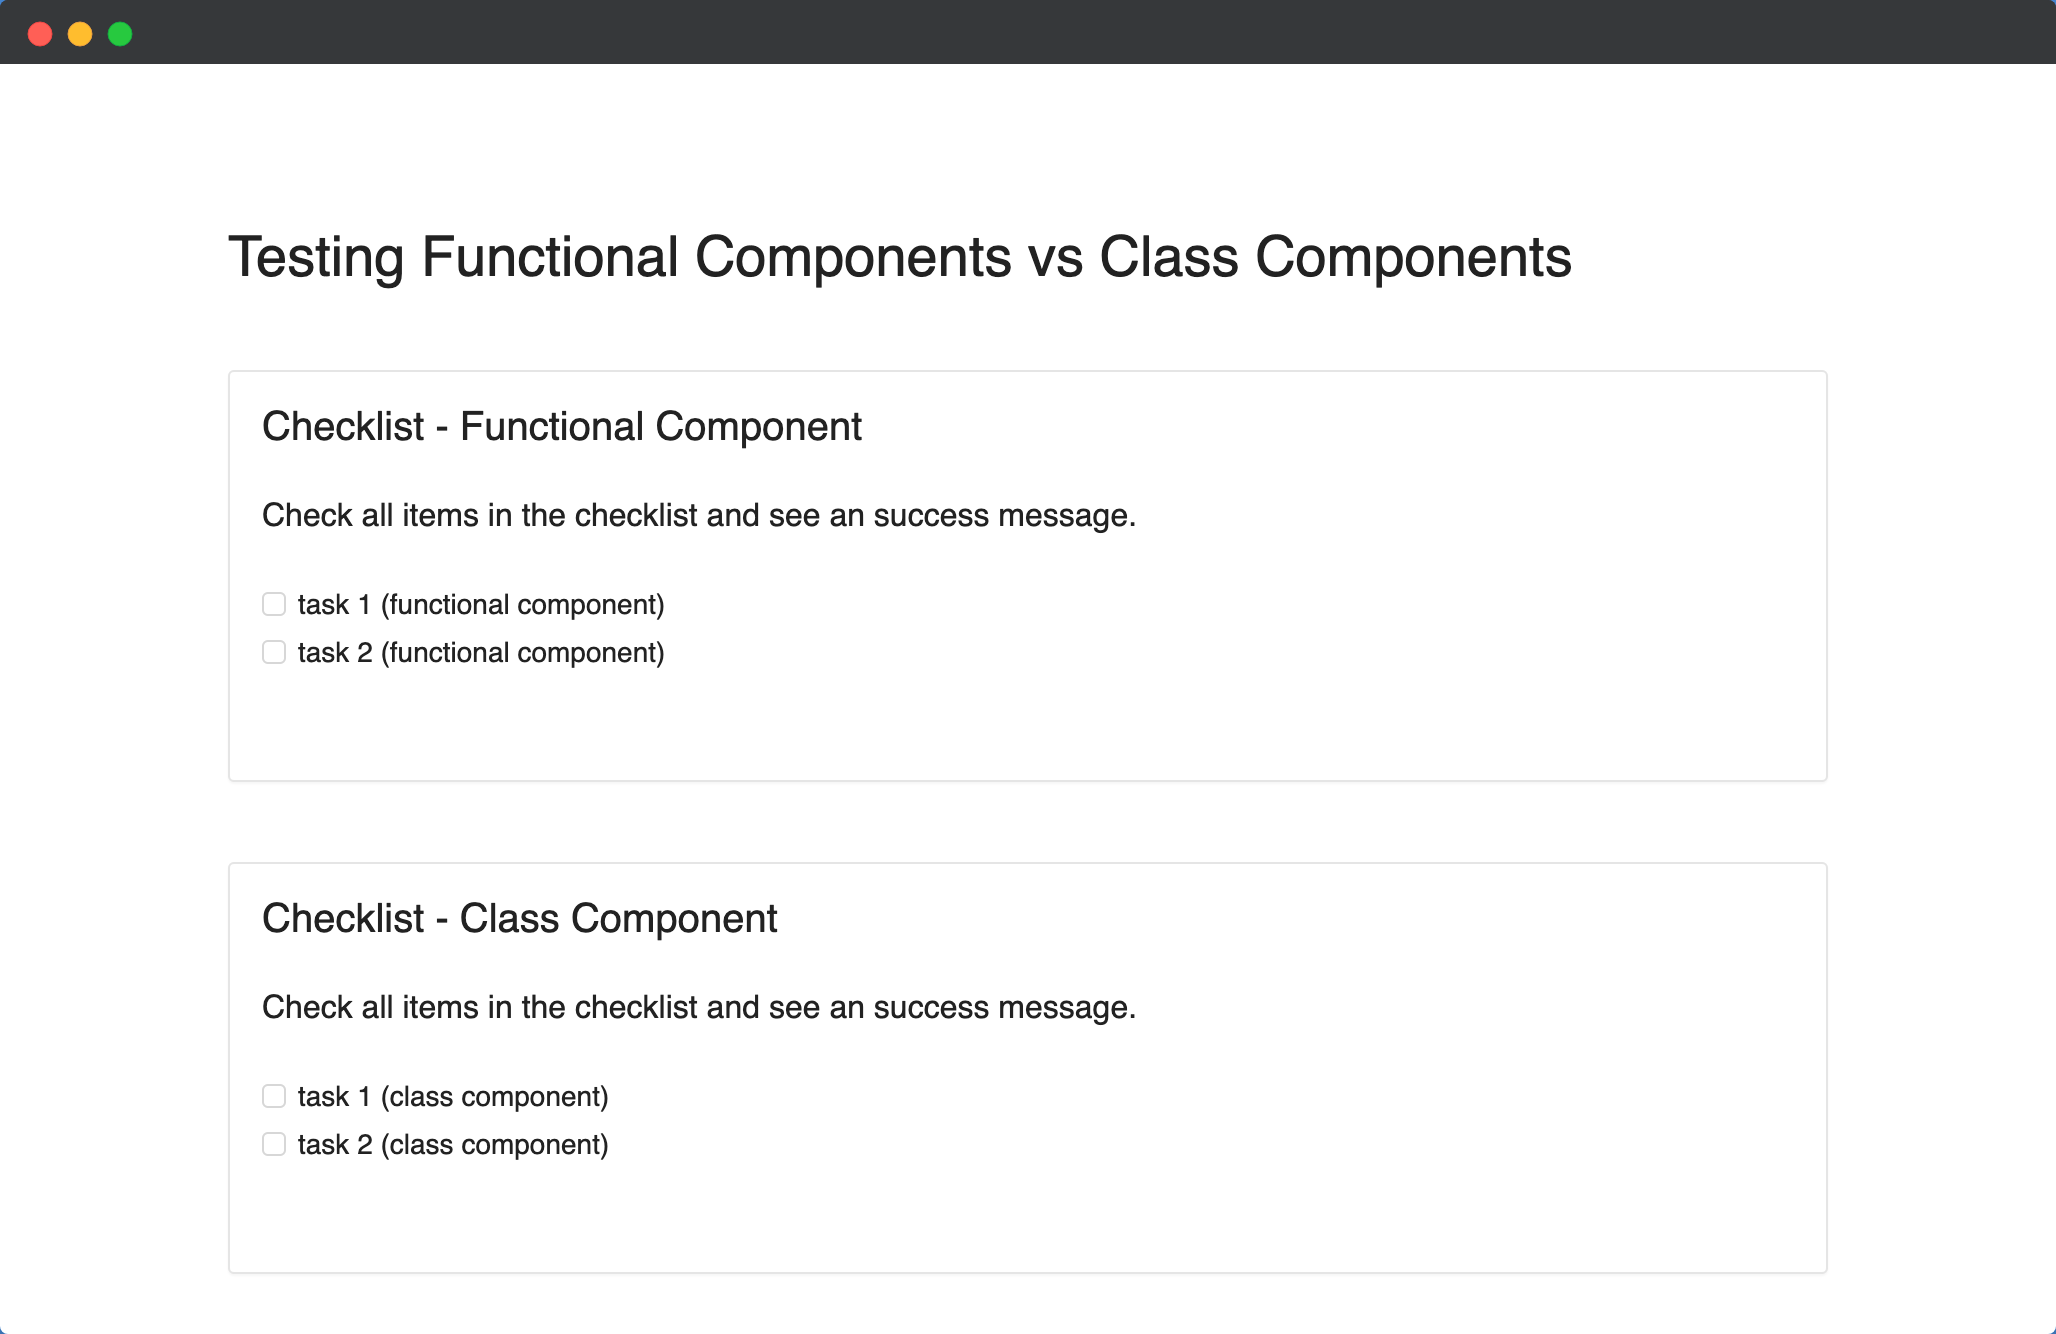 Testing Functional Components vs Class Components
Checklist - Functional Component
Check all items in the checklist and see an success message.
task 1 (functional component)
task 2 (functional component)
Checklist - Class Component
Check all items in the checklist and see an success message.
task 1 (class component)
task 2 (class component)